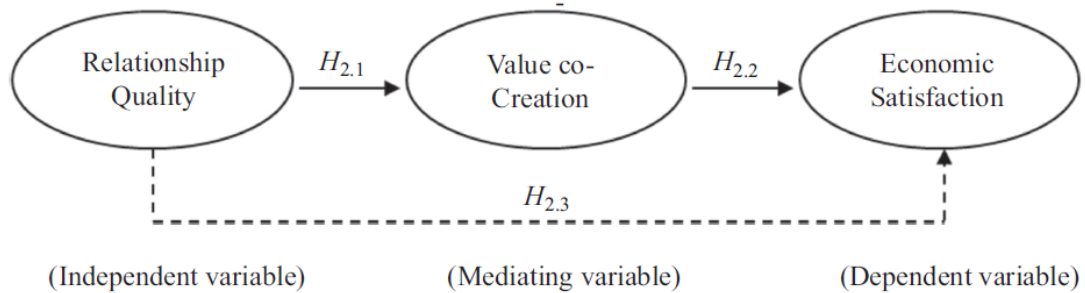 Relationship
Quality
H2.1
Value co-
Creation
H2.2
Economic
Satisfaction
H2.3
(Independent variable)
(Mediating variable)
(Dependent variable)